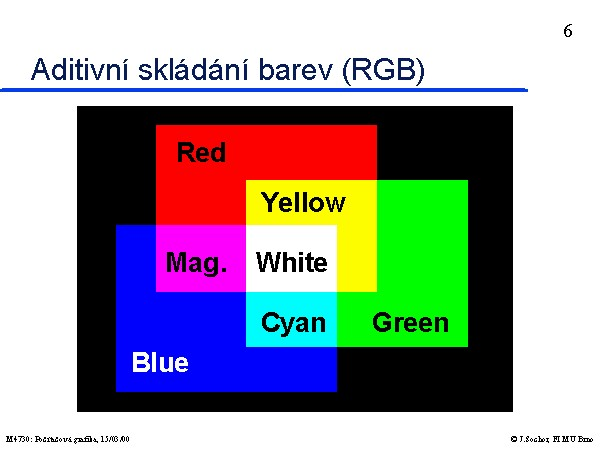 6
Aditivní skládání barev (RGB)
Red
Yellow
Mag. White
Cyan Green
Blue
M4730: Počítačová grafika, 15/03/00
© J.Sochor, FI MU Brno